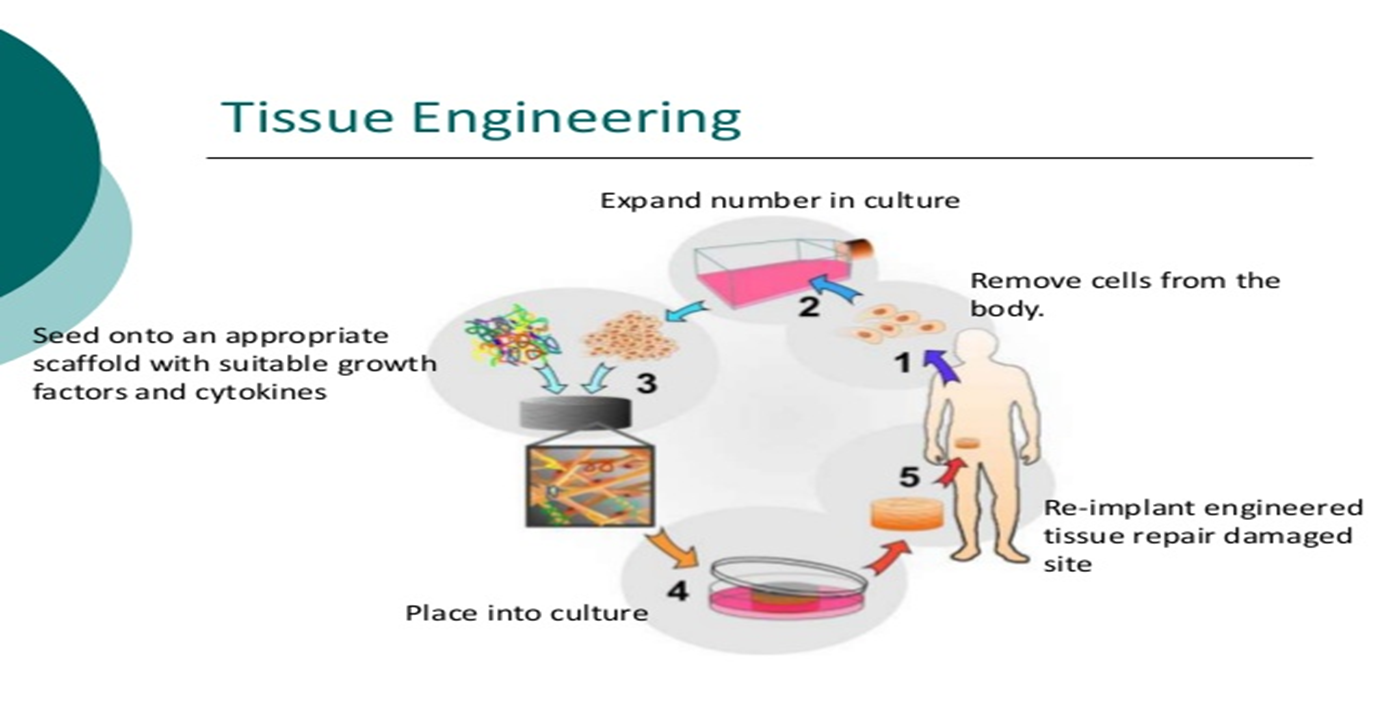 Tissue Engineering
Expand number in culture
Remove cells from the
body.
2
Seed onto an appropriate
scaffold with suitable growth
factors and cytokines
1
3
5
Re-implant engineered
tissue repair damaged
site
4
Place into culture